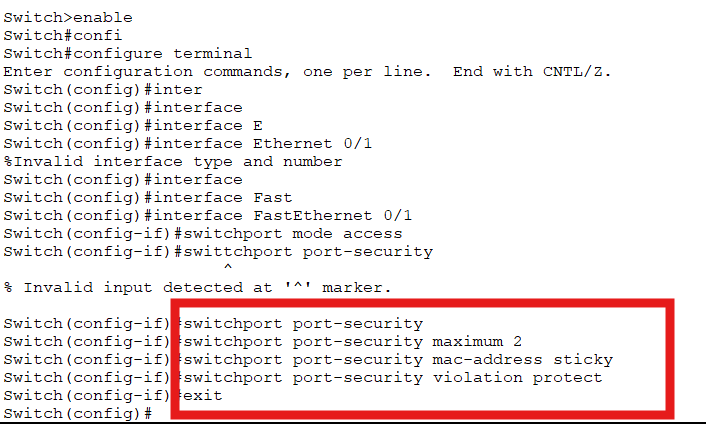 Switch>enable
Switch#confi
Switch#configure terminal
Enter configuration commands, one per line.  End with CNTL/Z.
Switch(config)#inter
Switch(config)#interface
Switch(config)#interface E
Switch(config)#interface Ethernet 0/1
%Invalid interface type and number
Switch(config)#interface
Switch(config)#interface Fast
Switch(config)#interface FastEthernet 0/1
Switch(config-if)#switchport mode access
Switch(config-if)#swittchport port-security
^
% Invalid input detected at '^' marker.
Switch(config-if)#switchport port-security
Switch(config-if)#switchport port-security maximum 2
Switch(config-if)#switchport port-security mac-address sticky
Switch(config-if)#switchport port-security violation protect
Switch(config-if)#exit
Switch(config)#